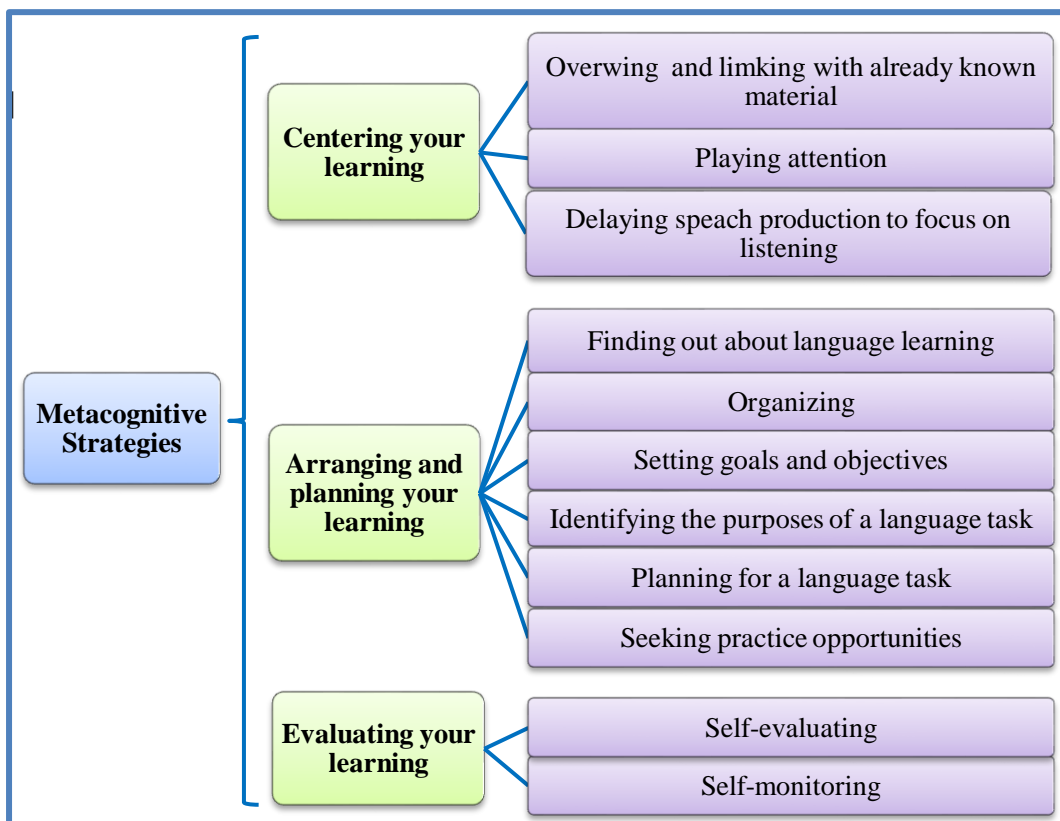 Metacognitive
Strategies
Centering your
learning
Overwing and limking with already known
material
Playing attention
Delaying speach production to focus on
listening
Arranging and
planning your
learning
Finding out about language learning
Organizing
Setting goals and objectives
Identifying the purposes of a language task
Planning for a language task
Seeking practice opportunities
Evaluating your
learning
Self-evaluating
Self-monitoring